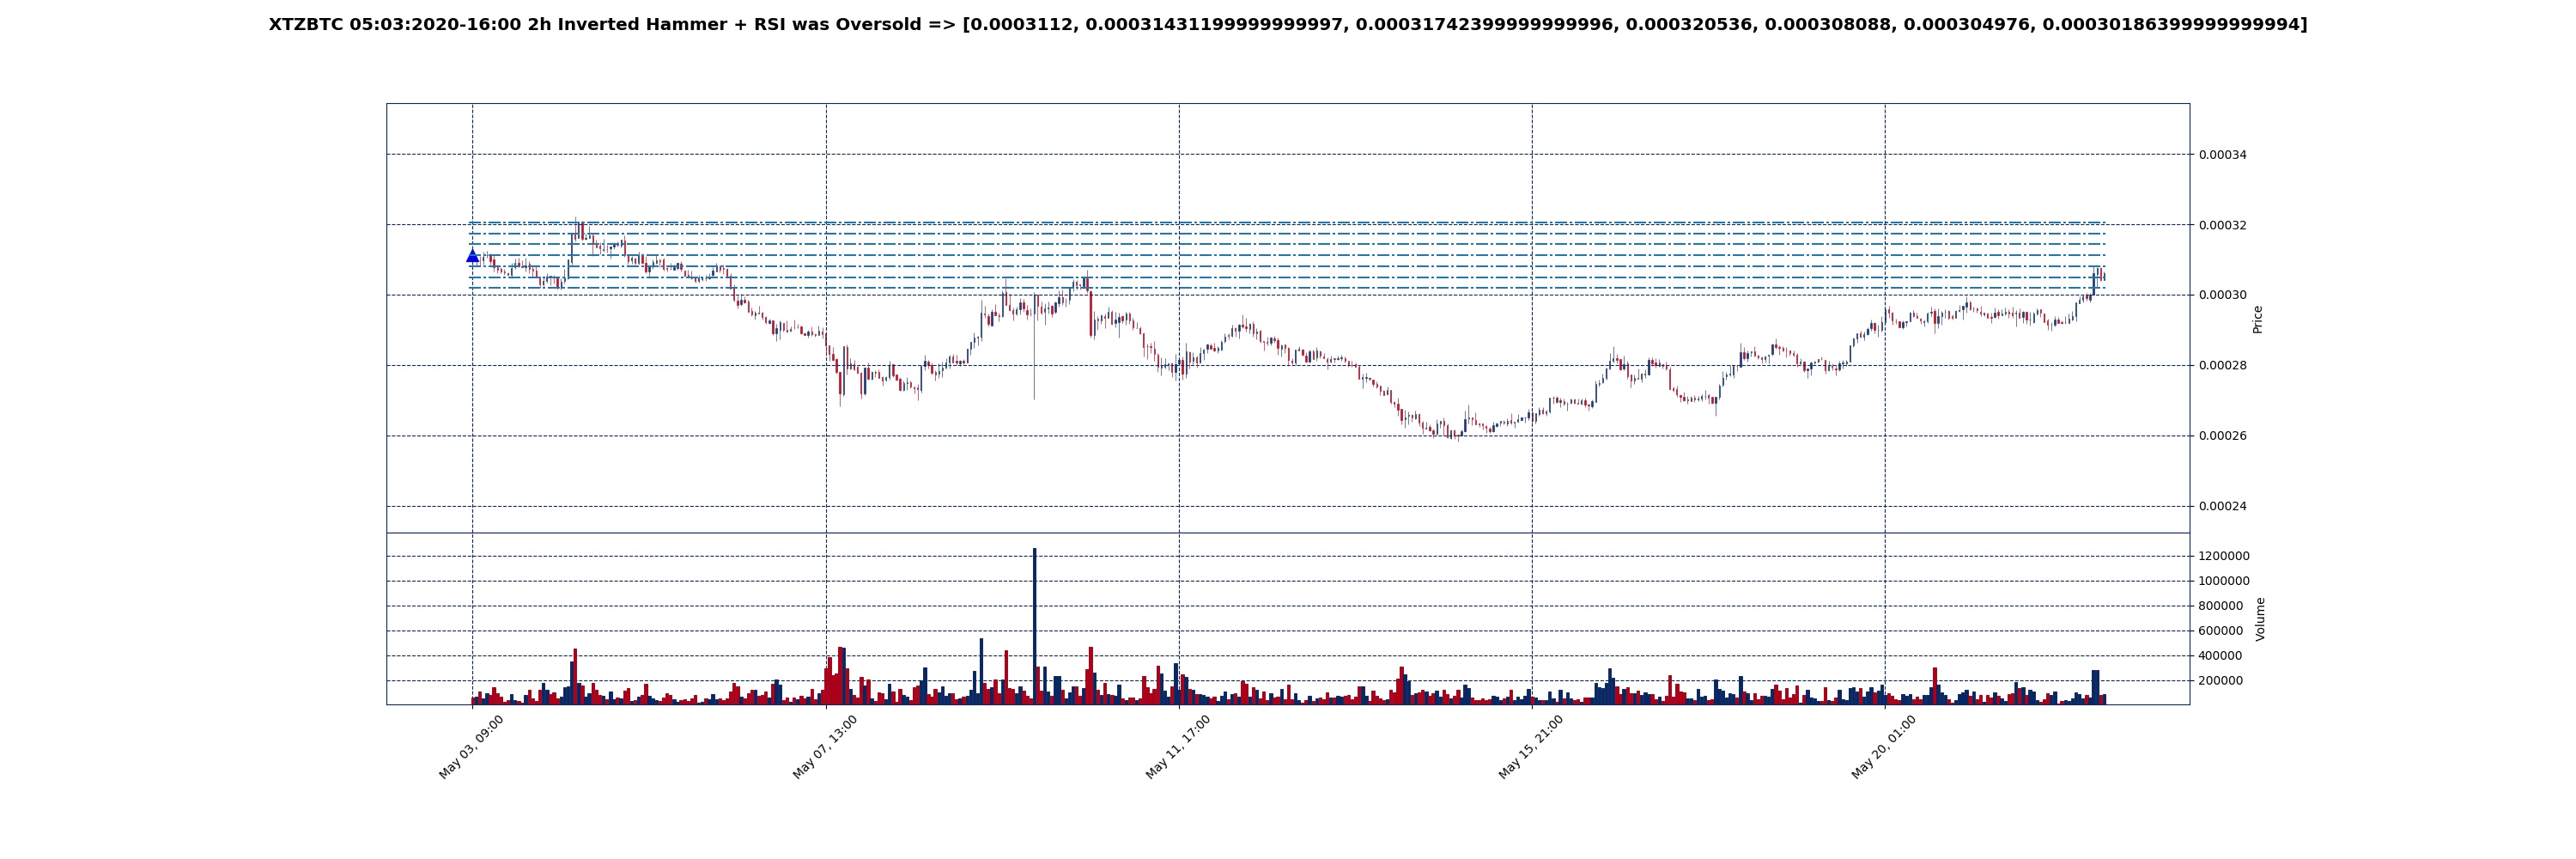 XTZBTC 05:03:2020-16:00 2h Inverted Hammer + RSI was Oversold => [0.0003112, 0.00031431199999999997, 0.00031742399999999996, 0.000320536, 0.000308088, 0.000304976, 0.00030186399999999994]
0.00034
0.00032
0.00030
0.00028
0.00026
0.00024
Price
1200000
1000000
800000
600000
400000
200000
Volume
May 03, 09:00
May 07, 13:00
May 11, 17:00
May 15, 21:00
May 20, 01:00